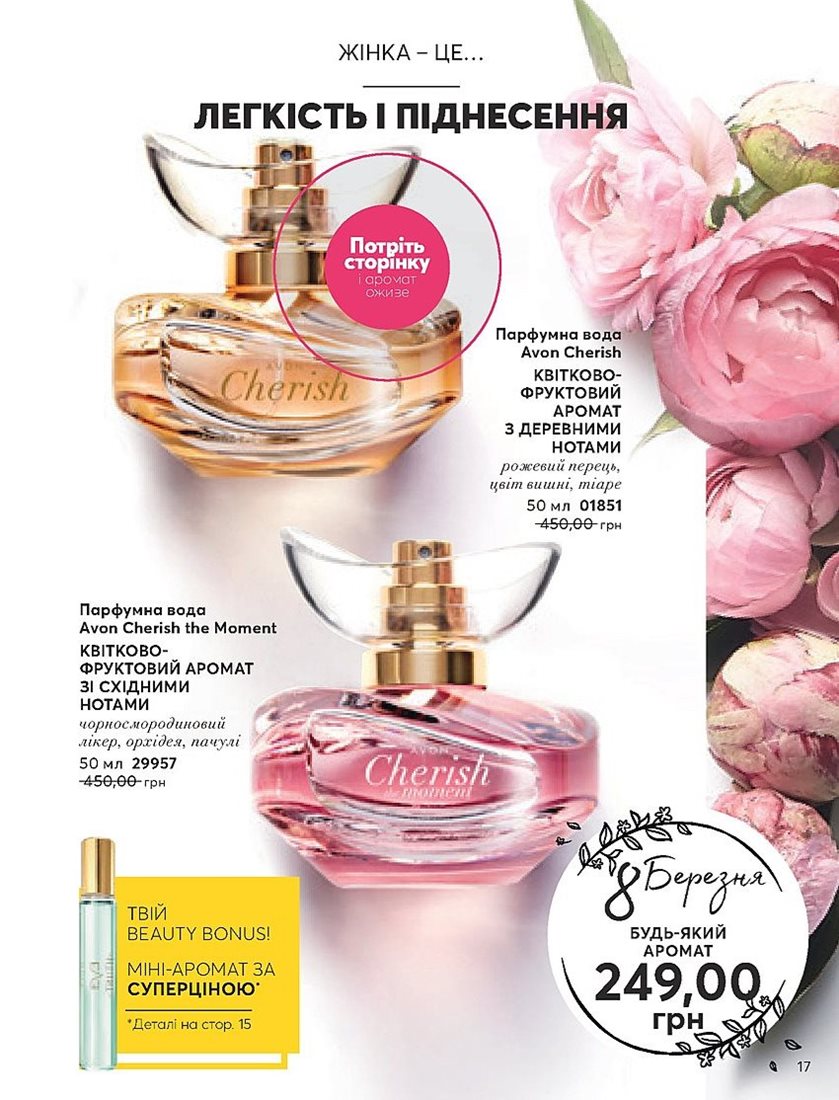 ЖІНКА – ЦЕ...
ЛЕГКІСТЬ І ПІДНЕСЕННЯ
Потріть
сторінку
і аромат
оживе
AVON
Cherish
Парфумна вода
Avon Cherish
КВІТКОВО-
ФРУКТОВИЙ
АРОМАТ
З ДЕРЕВНИМИ
НОТАМИ
рожевий перець,
цвіт вишні, тіаре
50 мл 01851
450,00 грн
Парфумна вода
Avon Cherish the Moment
КВІТКОВО-
ФРУКТОВИЙ АРОМАТ
ЗІ СХІДНИМИ
НОТАМИ
чорносмородиновий
лікер, орхідея, пачулі
50 мл 29957
450,00 грн
AVON
Cherish
the moment
ТВІЙ
BEAUTY BONUS!
МІНІ-АРОМАТ ЗА
СУПЕРЦІНОЮ*
*Деталі на стор. 15
8 Березня
БУДЬ-ЯКИЙ
АРОМАТ
249,00
грн
17